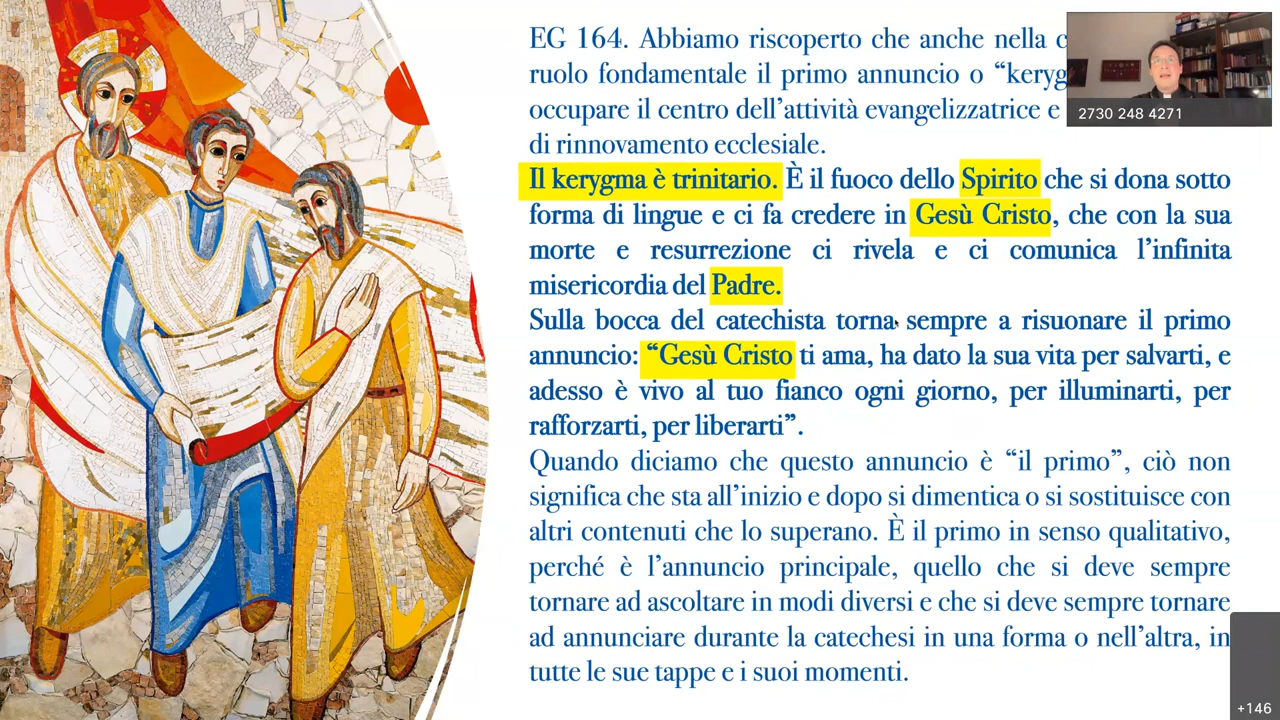 EG 164. Abbiamo riscoperto che anche nella c
ruolo fondamentale il primo annuncio o “keryg
occupare il centro dell’attività evangelizzatrice e
di rinnovamento ecclesiale.
Il kerygma è trinitario. È il fuoco dello Spirito che si dona sotto
forma di lingue e ci fa credere in Gesù Cristo, che con la sua
morte e resurrezione ci rivela e ci comunica l’infinita
misericordia del Padre.
Sulla bocca del catechista torna sempre a risuonare il primo
annuncio: “Gesù Cristo ti ama, ha dato la sua vita per salvarti, e
adesso è vivo al tuo fianco ogni giorno, per illuminarti, per
rafforzarti, per liberarti”.
Quando diciamo che questo annuncio è “il primo”, ciò non
significa che sta all’inizio e dopo si dimentica o si sostituisce con
altri contenuti che lo superano. È il primo in senso qualitativo,
perché è l’annuncio principale, quello che si deve sempre
tornare ad ascoltare in modi diversi e che si deve sempre tornare
ad annunciare durante la catechesi in una forma o nell’altra, in
tutte le sue tappe e i suoi momenti.
2730 248 4271
+146